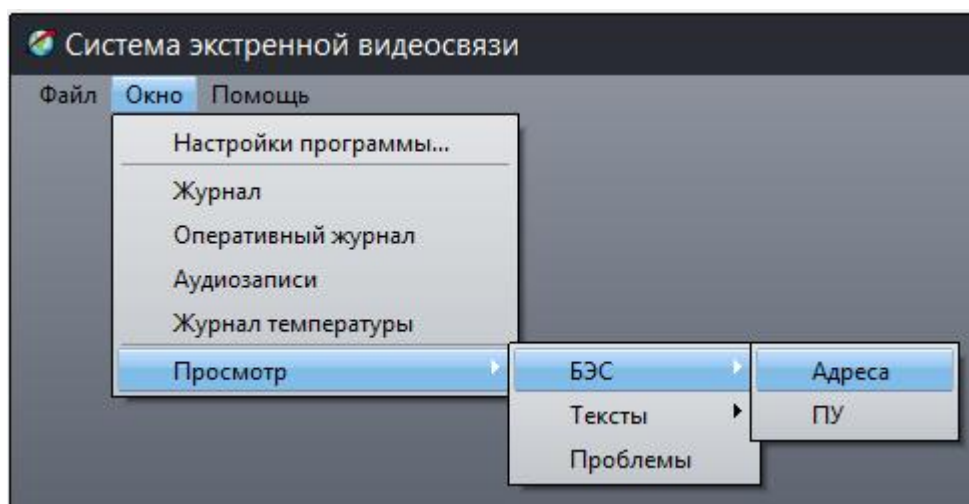 Система экстренной видеосвязи
Файл Окно Помощь
Настройки программы...
Журнал
Оперативный журнал
Аудиозаписи
Журнал температуры
Просмотр БЭС Адреса
Тексты ПУ
Проблемы